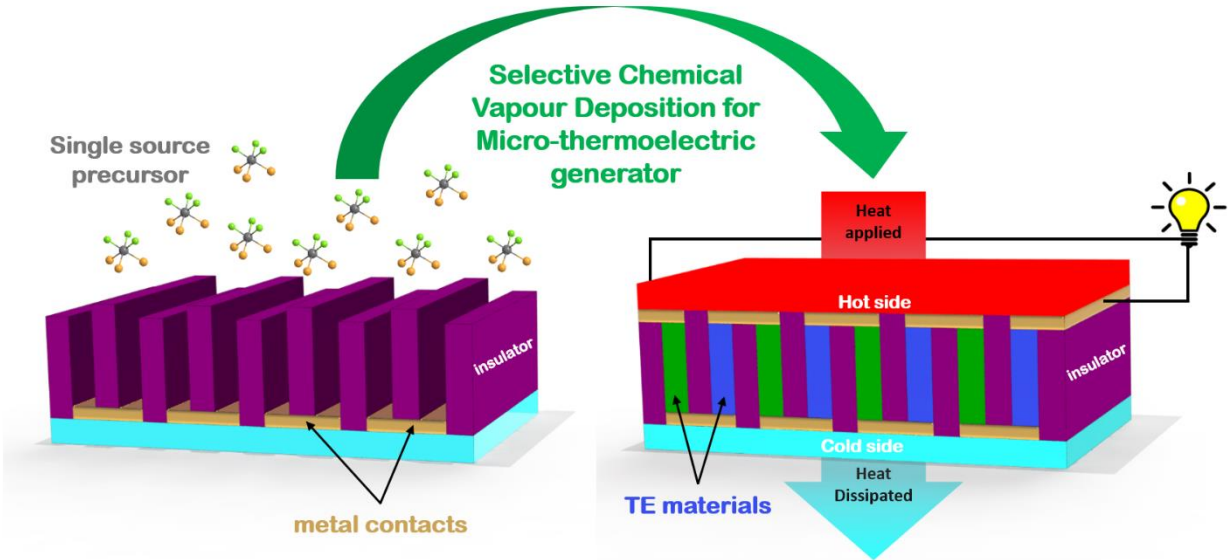 Selective Chemical
Vapour Deposition for
Micro-thermoelectric
generator
Single source
precursor
insulator
metal contacts
Heat
applied
Hot side
insulator
Cold side
Heat
Dissipated
TE materials